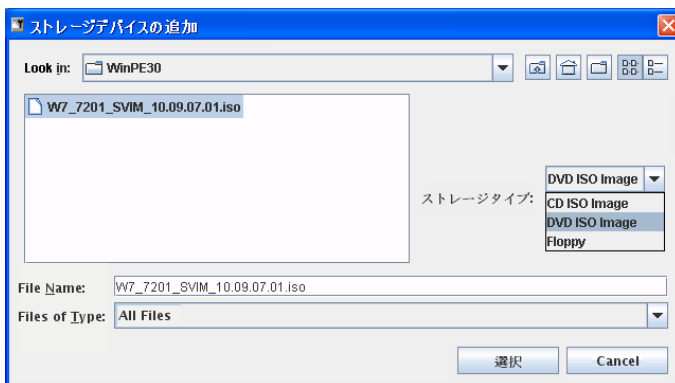 ストレージデバイスの追加
Look in: WinPE30
W7_7201_SVIM_10.09.07.01.iso
ストレージタイプ: DVD ISO Image
CD ISO Image
DVD ISO Image
Floppy
File Name: W7_7201_SVIM_10.09.07.01.iso
Files of Type: All Files
選択 Cancel